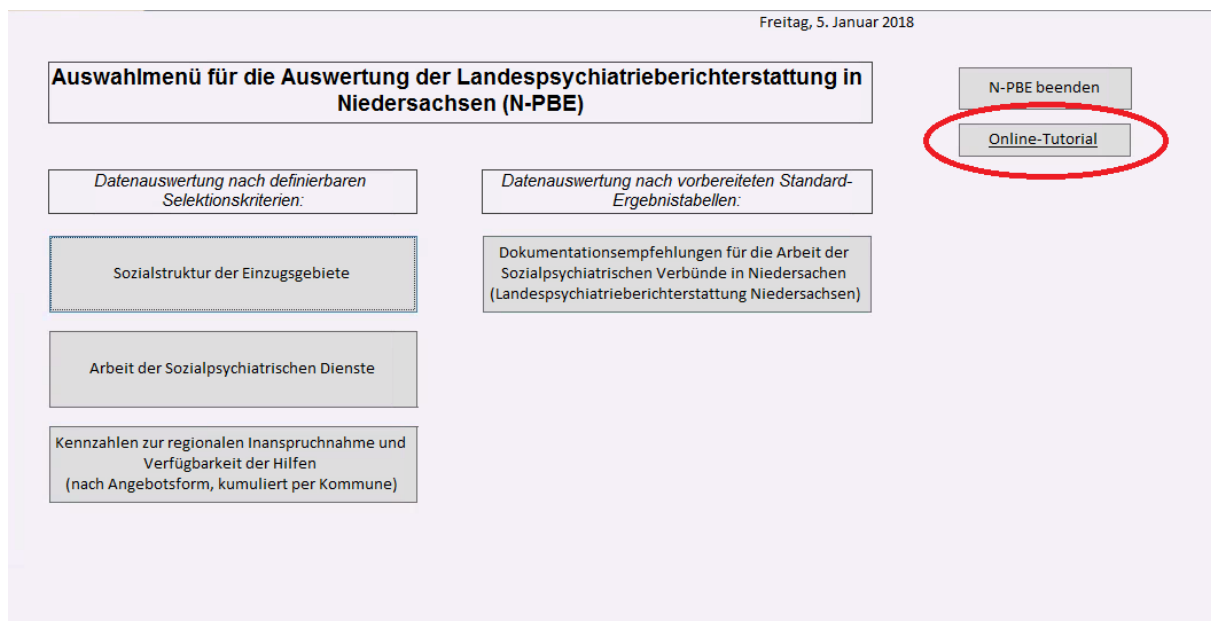 Freitag, 5. Januar 2018
Auswahlmenü für die Auswertung der Landespsychiatrieberichterstattung in
Niedersachsen (N-PBE)
N-PBE beenden
Online-Tutorial
Datenauswertung nach definierbaren
Selektionskriterien:
Datenauswertung nach vorbereiteten Standard-
Ergebnistabellen:
Sozialstruktur der Einzugsgebiete
Dokumentationsempfehlungen für die Arbeit der
Sozialpsychiatrischen Verbünde in Niedersachen
(Landespsychiatrieberichterstattung Niedersachsen)
Arbeit der Sozialpsychiatrischen Dienste
Kennzahlen zur regionalen Inanspruchnahme und
Verfügbarkeit der Hilfen
(nach Angebotsform, kumuliert per Kommune)